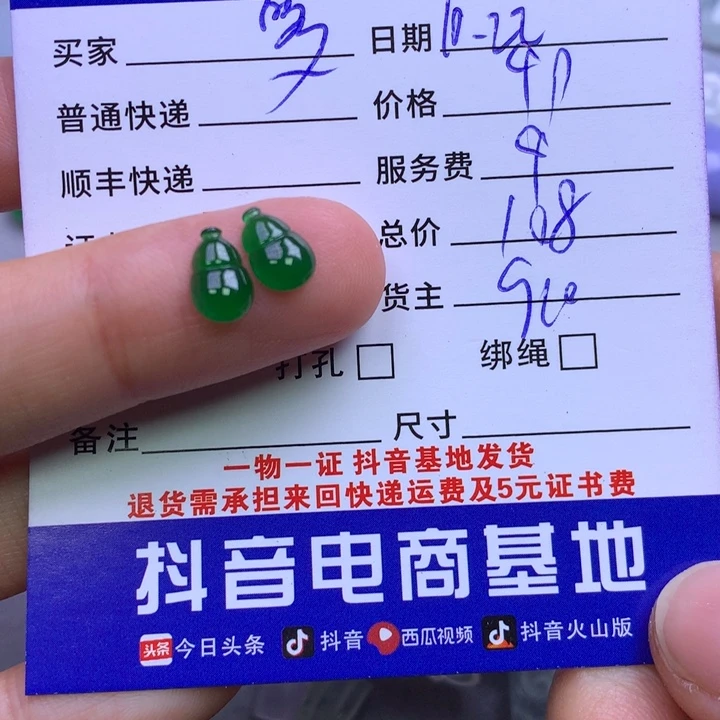 买家 日期 10-22
普通快递 价格
顺丰快递 服务费 9
总价 108
货主
打孔 绑绳
备注 尺寸
一物一证 抖音基地发货
退货需承担来回快递运费及5元证书费
抖音电商基地
头条 今日头条 抖音 西瓜视频 抖音火山版